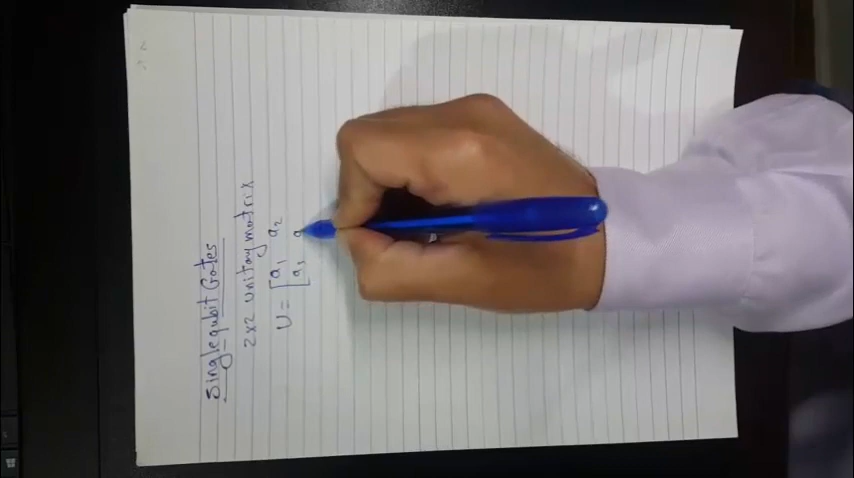 Single qubit Gates
2x2 unitary matrix
U = [a1 a2
[a1 a